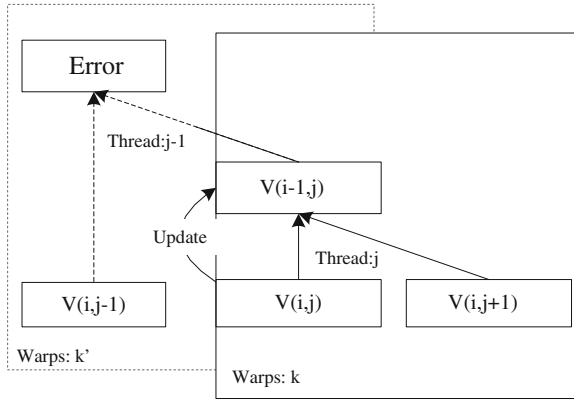 Error
Thread:j-1
V(i-1,j)
Update
Thread:j
V(i,j-1)
V(i,j)
V(i,j+1)
Warps: k'
Warps: k